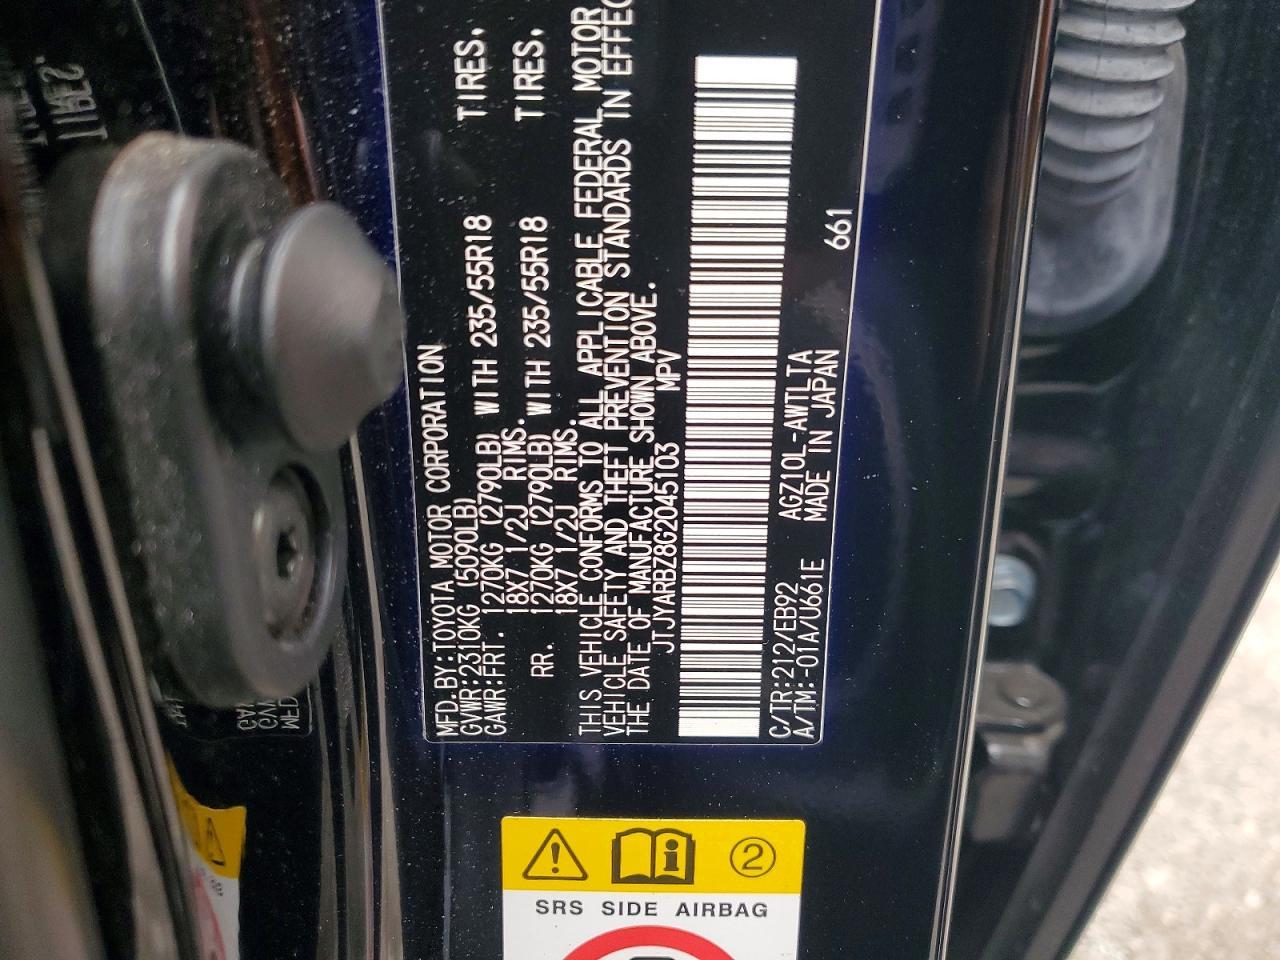 MFD.BY:TOYOTA MOTOR CORPORATION
GVWR:2310KG (5090LB)
GAWR:FRT. 1270KG (2790LB) WITH 235/55R18 TIRES,
18X7 1/2J RIMS.
RR. 1270KG (2790LB) WITH 235/55R18 TIRES,
18X7 1/2J RIMS.
THIS VEHICLE CONFORMS TO ALL APPLICABLE FEDERAL MOTOR
VEHICLE SAFETY AND THEFT PREVENTION STANDARDS IN EFFEC
THE DATE OF MANUFACTURE SHOWN ABOVE.
JTJYARBZ8G2045103 MPV
C/TR:212/EB92 AGZ10L-AWTLTA 661
A/TM:-01A/U661E MADE IN JAPAN
2
SRS SIDE AIRBAG